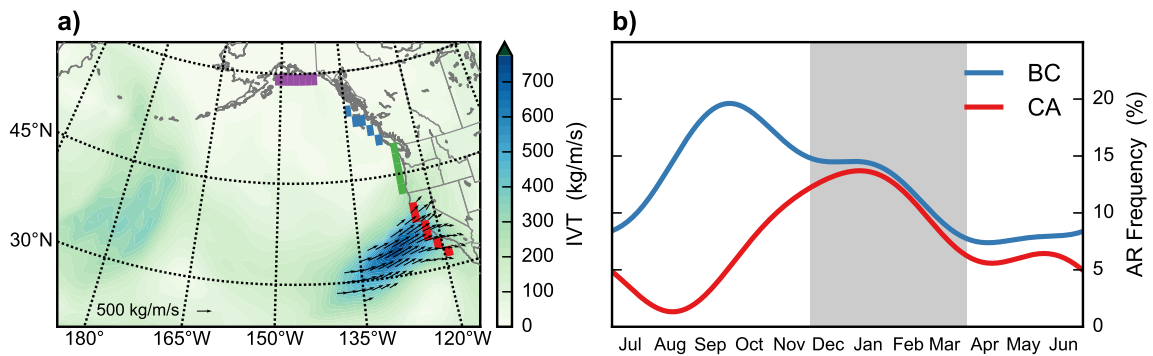 a)
45°N
30°N
500 kg/m/s
180° 165°W 150°W 135°W 120°W
700
600
500
400
300
200
100
0
IVT (kg/m/s)
b)
BC
CA
20
15
10
5
0
AR Frequency (%)
Jul Aug Sep Oct Nov Dec Jan Feb Mar Apr May Jun